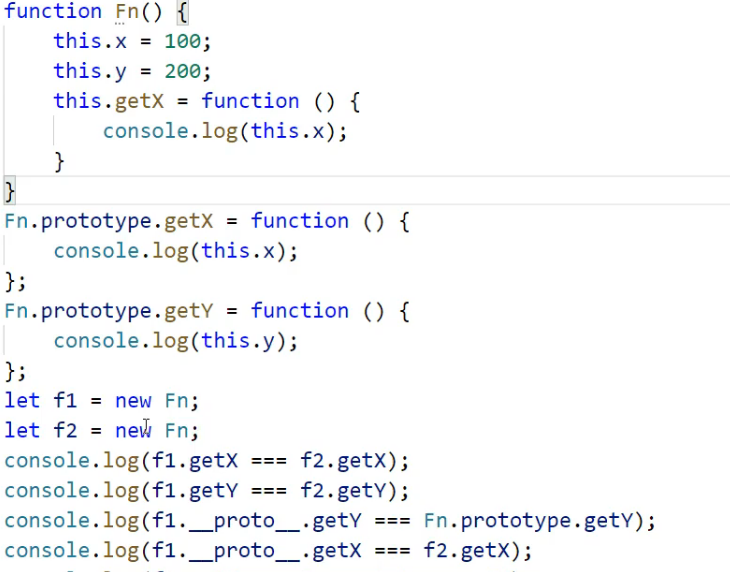 function Fn() {
    this.x = 100;
    this.y = 200;
    this.getX = function () {
        console.log(this.x);
    }
}
Fn.prototype.getX = function () {
    console.log(this.x);
};
Fn.prototype.getY = function () {
    console.log(this.y);
};
let f1 = new Fn;
let f2 = new Fn;
console.log(f1.getX === f2.getX);
console.log(f1.getY === f2.getY);
console.log(f1.__proto__.getY === Fn.prototype.getY);
console.log(f1.__proto__.getX === f2.getX);